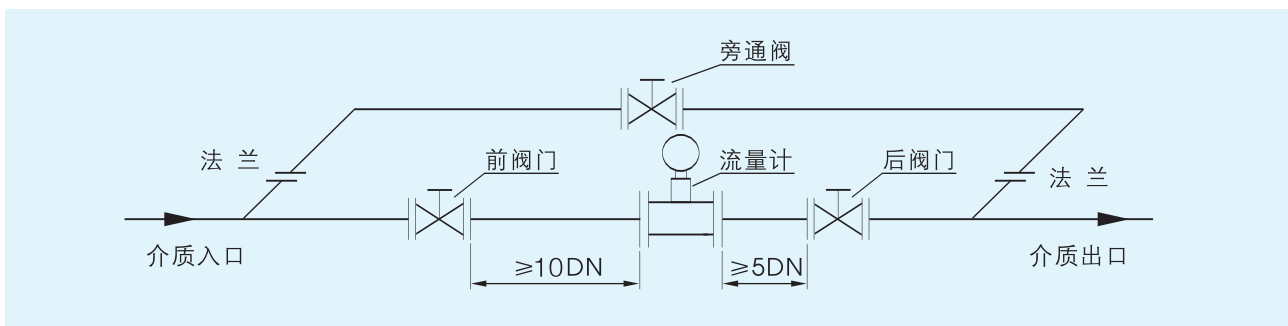 旁通阀
法 兰
前阀门
流量计
后阀门
法 兰
介质入口
≥10DN
≥5DN
介质出口